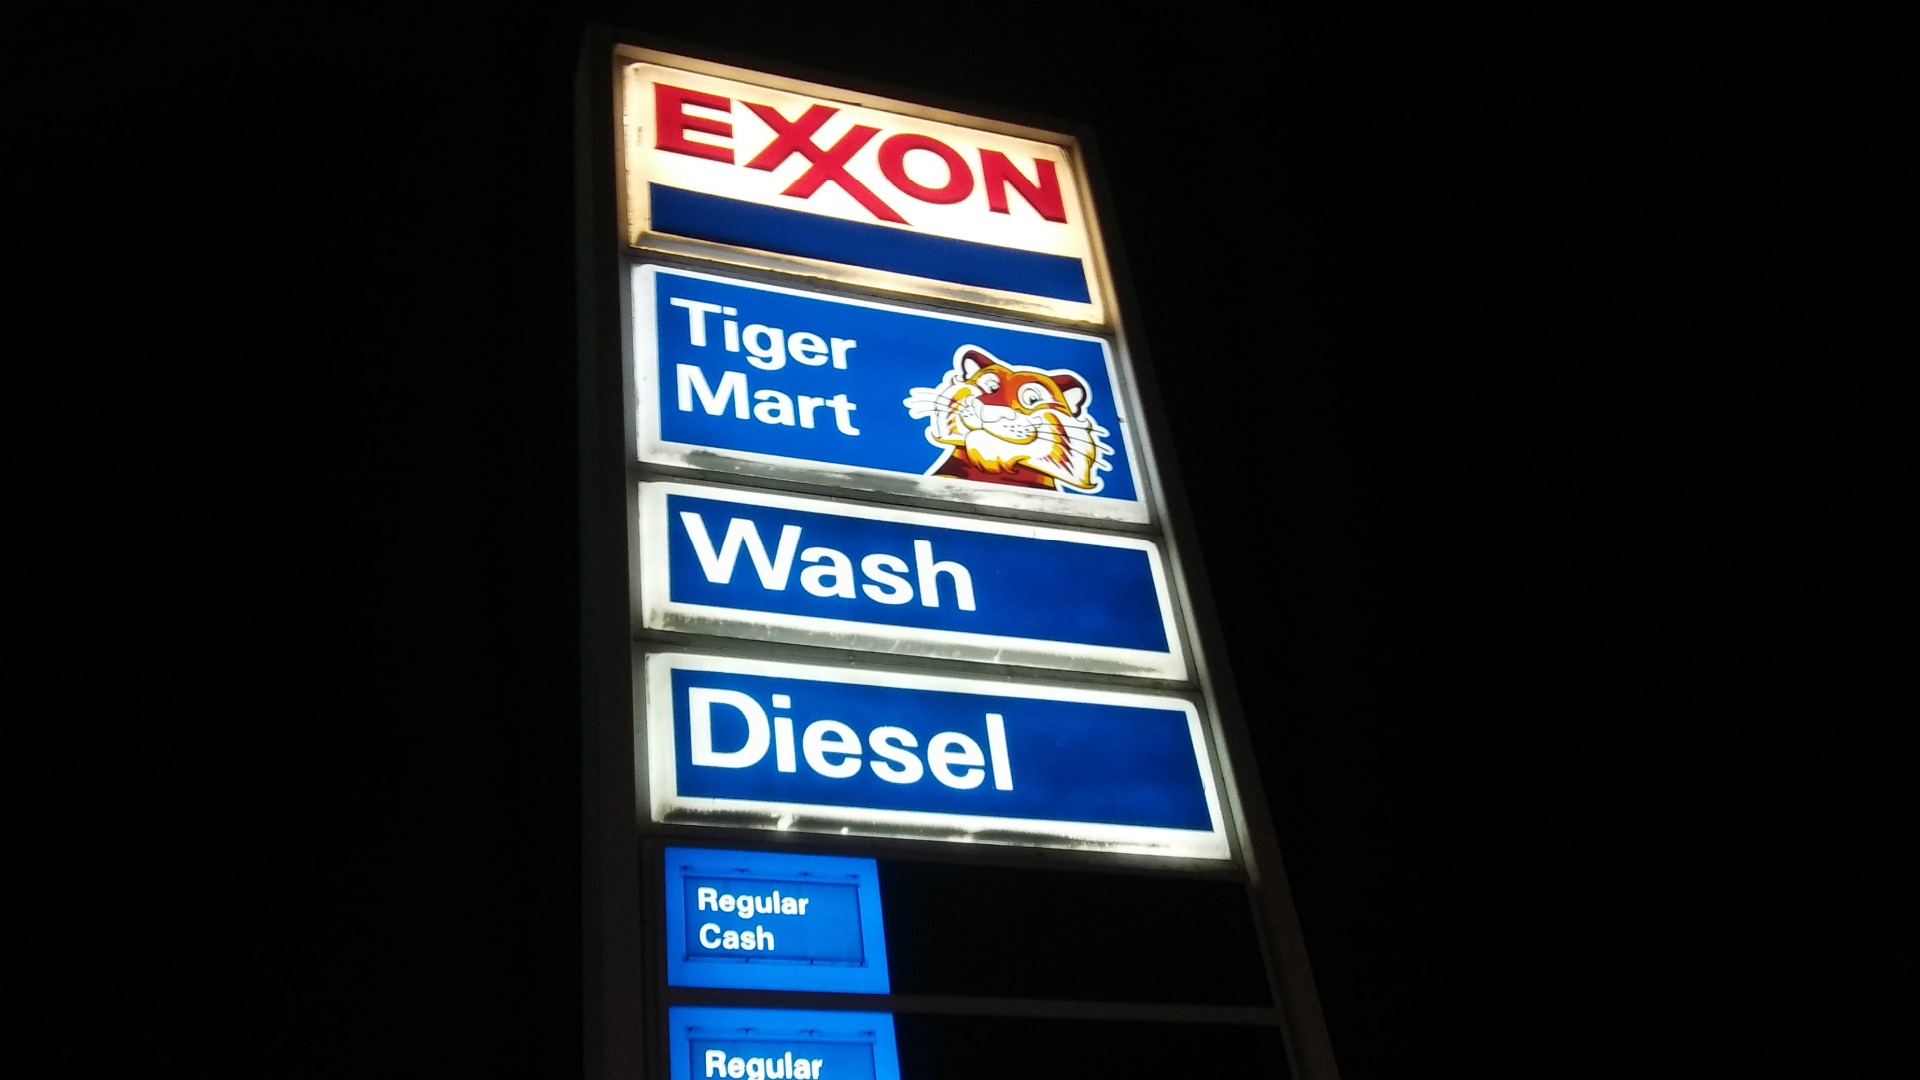 EXXON
Tiger
Mart
Wash
Diesel
Regular
Cash
Regular